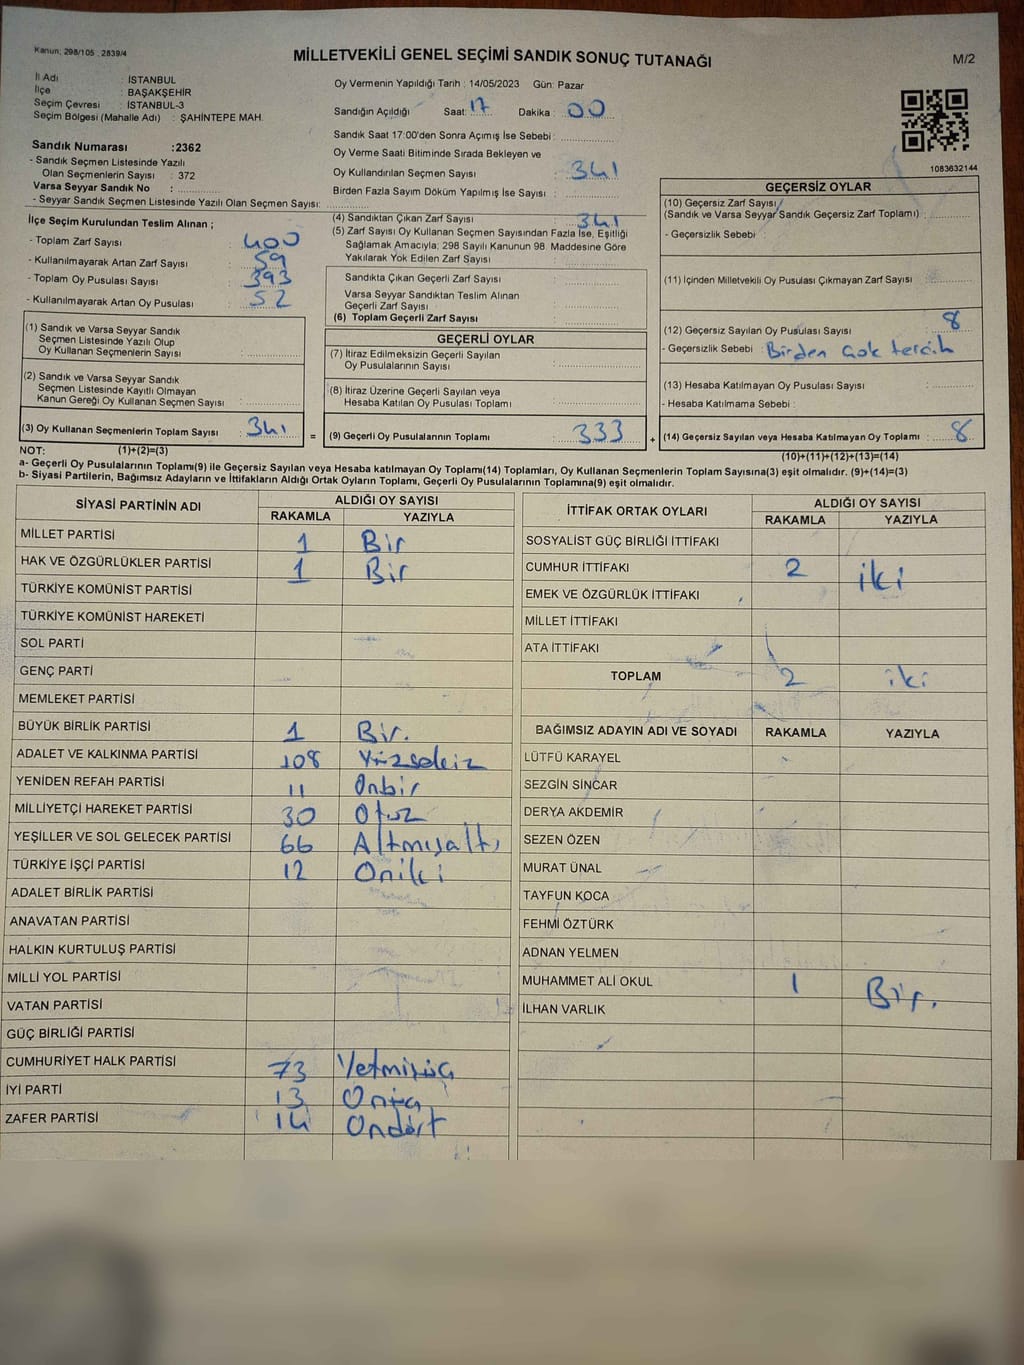 Kanun: 298/105 , 2839/4
MİLLETVEKİLİ GENEL SEÇİMİ SANDIK SONUÇ TUTANAĞI
M/2
İl Adı : İSTANBUL
İlçe : BAŞAKŞEHİR
Seçim Çevresi : İSTANBUL-3
Seçim Bölgesi (Mahalle Adı) : ŞAHİNTEPE MAH.
Oy Vermenin Yapıldığı Tarih : 14/05/2023 Gün: Pazar
Sandığın Açıldığı Saat: 17 Dakika : 00
Sandık Saat 17:00'den Sonra Açımış İse Sebebi :
Oy Verme Saati Bitiminde Sırada Bekleyen ve
Oy Kullandırılan Seçmen Sayısı : 341
Birden Fazla Sayım Döküm Yapılmış İse Sayısı :
1083632144
Sandık Numarası :2362
- Sandık Seçmen Listesinde Yazılı
Olan Seçmenlerin Sayısı : 372
Varsa Seyyar Sandık No :
- Seyyar Sandık Seçmen Listesinde Yazılı Olan Seçmen Sayısı:
İlçe Seçim Kurulundan Teslim Alınan ;
- Toplam Zarf Sayısı : 400
- Kullanılmayarak Artan Zarf Sayısı : 59
- Toplam Oy Pusulası Sayısı : 393
- Kullanılmayarak Artan Oy Pusulası : 52
(4) Sandıktan Çıkan Zarf Sayısı : 341
(5) Zarf Sayısı Oy Kullanan Seçmen Sayısından Fazla İse, Eşitliği
Sağlamak Amacıyla; 298 Sayılı Kanunun 98. Maddesine Göre
Yakılarak Yok Edilen Zarf Sayısı :
Sandıkta Çıkan Geçerli Zarf Sayısı :
Varsa Seyyar Sandıktan Teslim Alınan
Geçerli Zarf Sayısı :
(6) Toplam Geçerli Zarf Sayısı :
GEÇERSİZ OYLAR
(10) Geçersiz Zarf Sayısı
(Sandık ve Varsa Seyyar Sandık Geçersiz Zarf Toplamı) :
- Geçersizlik Sebebi :
(11) İçinden Milletvekili Oy Pusulası Çıkmayan Zarf Sayısı :
(12) Geçersiz Sayılan Oy Pusulası Sayısı : 8
- Geçersizlik Sebebi : Birden Çok tercih
(13) Hesaba Katılmayan Oy Pusulası Sayısı :
- Hesaba Katılmama Sebebi :
(14) Geçersiz Sayılan veya Hesaba Katılmayan Oy Toplamı : 8
(10)+(11)+(12)+(13)=(14)
(1) Sandık ve Varsa Seyyar Sandık
Seçmen Listesinde Yazılı Olup
Oy Kullanan Seçmenlerin Sayısı :
(2) Sandık ve Varsa Seyyar Sandık
Seçmen Listesinde Kayıtlı Olmayan
Kanun Gereği Oy Kullanan Seçmen Sayısı :
(3) Oy Kullanan Seçmenlerin Toplam Sayısı : 341
(1)+(2)=(3)
GEÇERLİ OYLAR
(7) İtiraz Edilmeksizin Geçerli Sayılan
Oy Pusulalarının Sayısı :
(8) İtiraz Üzerine Geçerli Sayılan veya
Hesaba Katılan Oy Pusulası Toplamı :
= (9) Geçerli Oy Pusulalarının Toplamı : 333 +
NOT:
a- Geçerli Oy Pusulalarının Toplamı(9) ile Geçersiz Sayılan veya Hesaba katılmayan Oy Toplamı(14) Toplamları, Oy Kullanan Seçmenlerin Toplam Sayısına(3) eşit olmalıdır. (9)+(14)=(3)
b- Siyasi Partilerin, Bağımsız Adayların ve İttifakların Aldığı Ortak Oyların Toplamı, Geçerli Oy Pusulalarının Toplamına(9) eşit olmalıdır.
SİYASİ PARTİNİN ADI ALDIĞI OY SAYISI
RAKAMLA YAZIYLA
MİLLET PARTİSİ 1 Bir
HAK VE ÖZGÜRLÜKLER PARTİSİ 1 Bir
TÜRKİYE KOMÜNİST PARTİSİ
TÜRKİYE KOMÜNİST HAREKETİ
SOL PARTİ
GENÇ PARTİ
MEMLEKET PARTİSİ
BÜYÜK BİRLİK PARTİSİ 1 Bir.
ADALET VE KALKINMA PARTİSİ 108 Yüzsekiz
YENİDEN REFAH PARTİSİ 11 Onbir
MİLLİYETÇİ HAREKET PARTİSİ 30 Otuz
YEŞİLLER VE SOL GELECEK PARTİSİ 66 Altmışaltı
TÜRKİYE İŞÇİ PARTİSİ 12 Oniki
ADALET BİRLİK PARTİSİ
ANAVATAN PARTİSİ
HALKIN KURTULUŞ PARTİSİ
MİLLİ YOL PARTİSİ
VATAN PARTİSİ
GÜÇ BİRLİĞİ PARTİSİ
CUMHURİYET HALK PARTİSİ 73 Yetmişüç
İYİ PARTİ 13 Onüç
ZAFER PARTİSİ 14 Ondört
İTTİFAK ORTAK OYLARI ALDIĞI OY SAYISI
RAKAMLA YAZIYLA
SOSYALİST GÜÇ BİRLİĞİ İTTİFAKI
CUMHUR İTTİFAKI 2 iki
EMEK VE ÖZGÜRLÜK İTTİFAKI
MİLLET İTTİFAKI
ATA İTTİFAKI
TOPLAM 2 iki
BAĞIMSIZ ADAYIN ADI VE SOYADI RAKAMLA YAZIYLA
LÜTFÜ KARAYEL
SEZGİN SİNCAR
DERYA AKDEMİR
SEZEN ÖZEN
MURAT ÜNAL
TAYFUN KOCA
FEHMİ ÖZTÜRK
ADNAN YELMEN
MUHAMMET ALİ OKUL 1 Bir.
İLHAN VARLIK